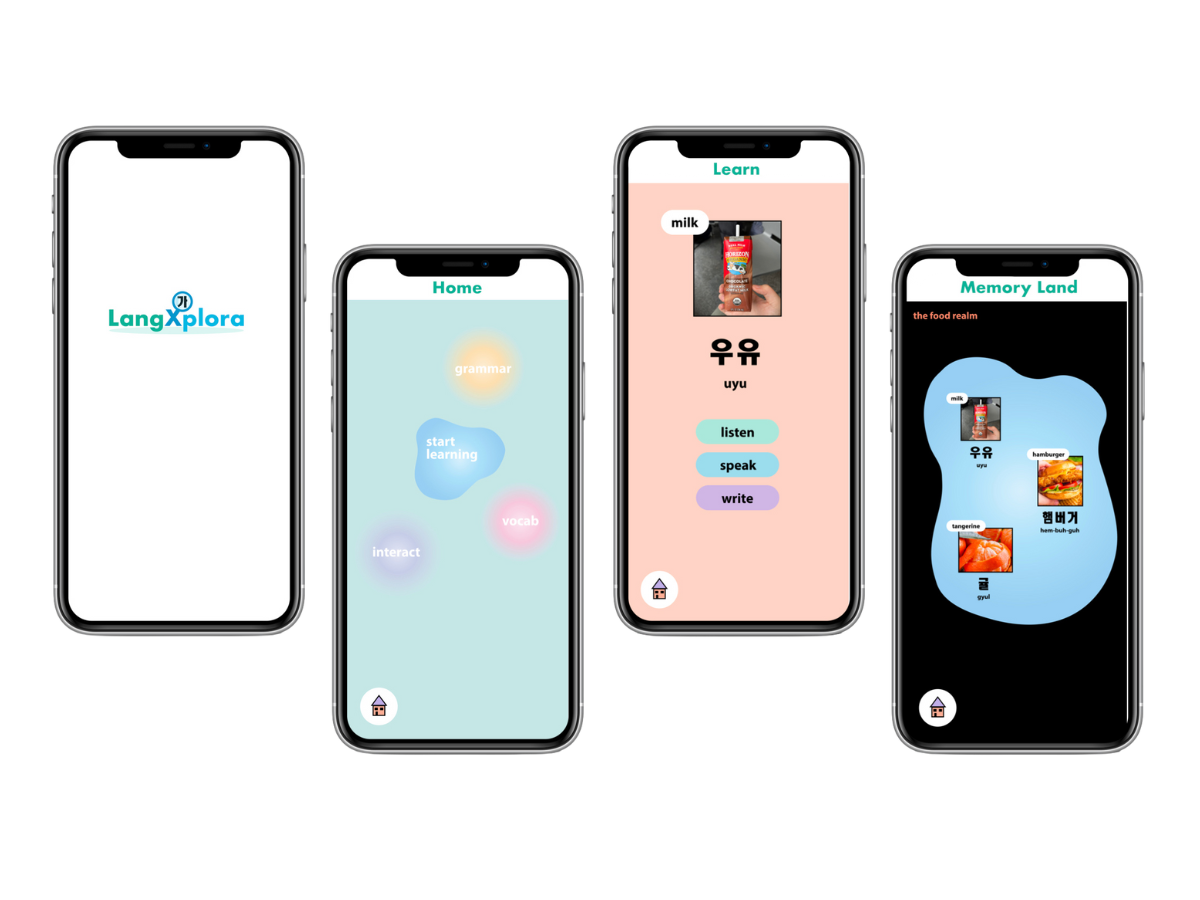 가
LangXplora
Home
grammar
start
learning
vocab
interact
Learn
milk
HORIZON
CHOCOLATE
우유
uyu
listen
speak
write
Memory Land
the food realm
milk
우유
uyu
hamburger
햄버거
hem-buh-guh
tangerine
귤
gyul